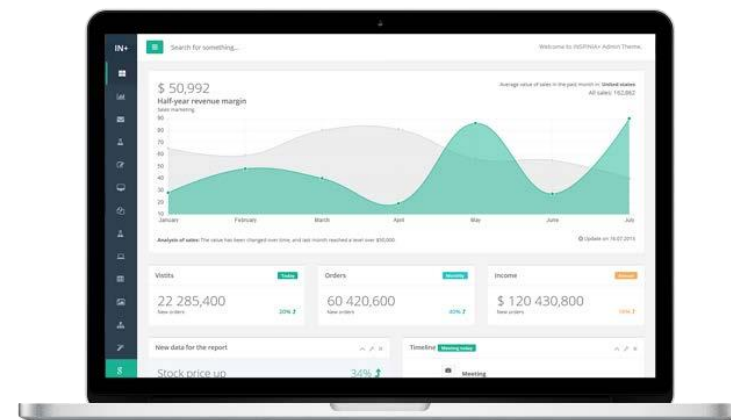 IN+
Search for something...
Welcome to INSPINIA+ Admin Theme.
$ 50,992
Half-year revenue margin
Sales marketing
Average value of sales in the past month in: United states
All sales: 162,862
90
80
70
60
50
40
30
20
10
January February March April May June July
Analysis of sales: The value has been changed over time, and last month reached a level over $50,000
Update on 16.07.2015
Visitis Today
22 285,400
New orders 20%
Orders Monthly
60 420,600
New orders 40%
Income Annual
$ 120 430,800
New orders
New data for the report
Stock price up 34%
Timeline Meeting today
Meeting